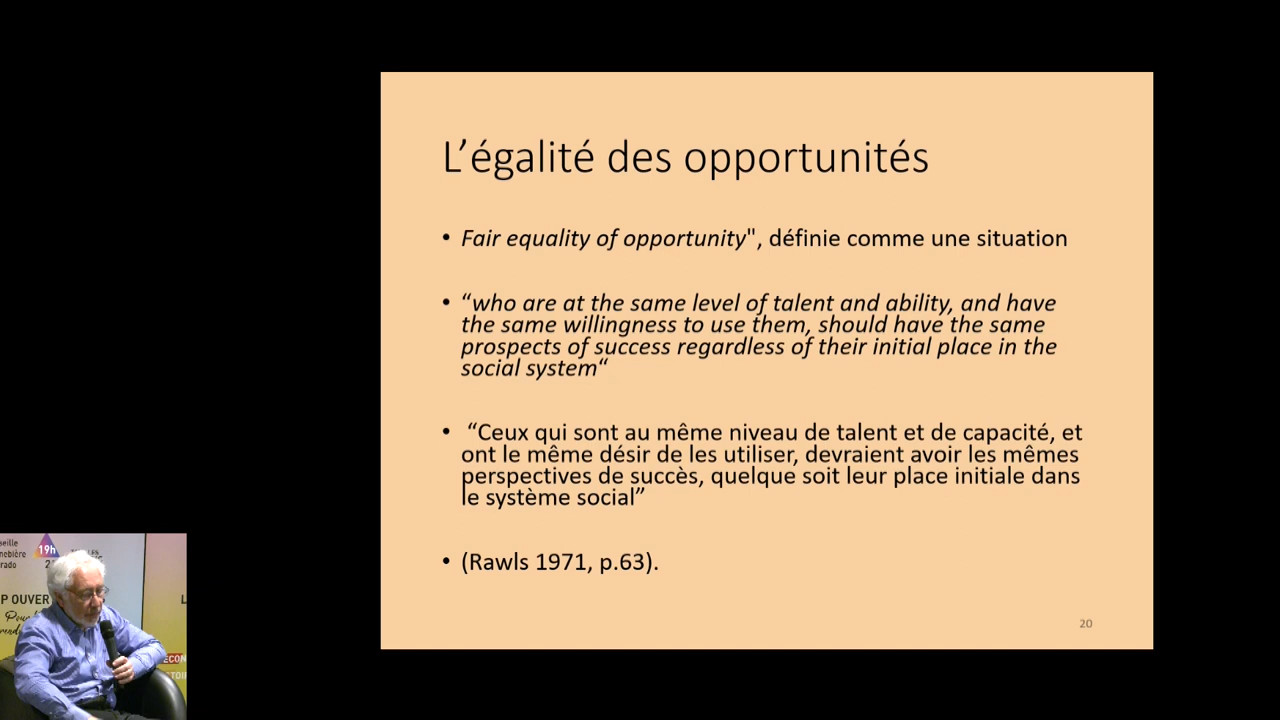 L’égalité des opportunités
• Fair equality of opportunity", définie comme une situation
• “who are at the same level of talent and ability, and have
the same willingness to use them, should have the same
prospects of success regardless of their initial place in the
social system“
• “Ceux qui sont au même niveau de talent et de capacité, et
ont le même désir de les utiliser, devraient avoir les mêmes
perspectives de succès, quelque soit leur place initiale dans
le système social”
• (Rawls 1971, p.63).
20
19h
P OUVER